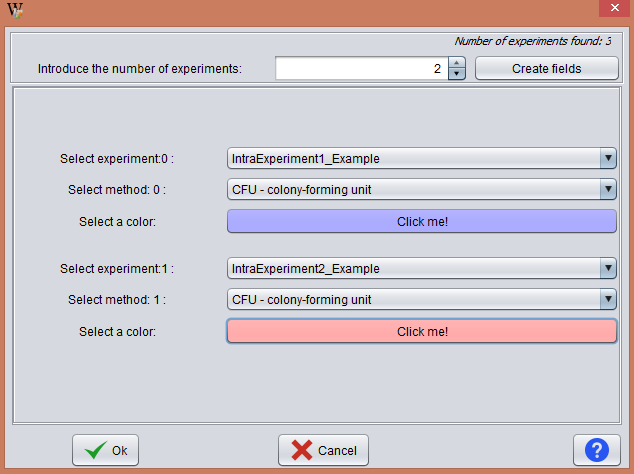 W
Number of experiments found: 3
Introduce the number of experiments: 2 Create fields
Select experiment:0 : IntraExperiment1_Example
Select method: 0 : CFU - colony-forming unit
Select a color: Click me!
Select experiment:1 : IntraExperiment2_Example
Select method: 1 : CFU - colony-forming unit
Select a color: Click me!
Ok Cancel ?